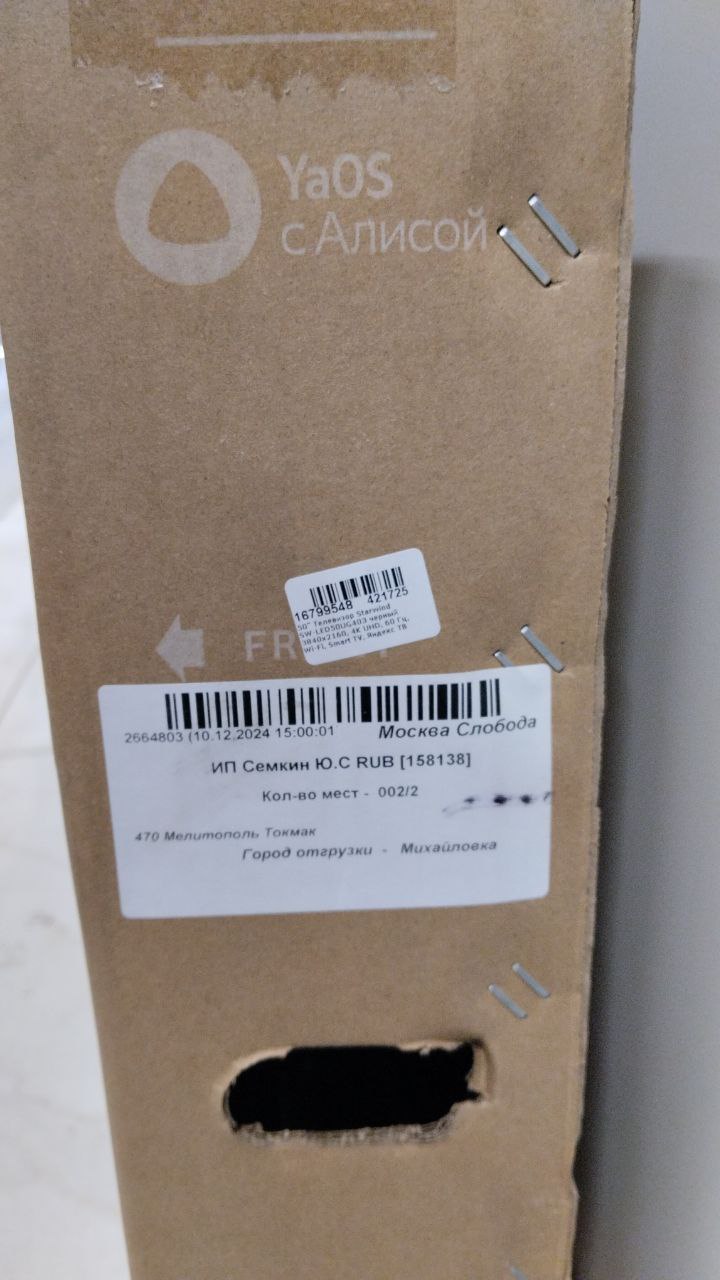 YaOS
с Алисой
16799548 421725
50" Телевизор Starwind
SW-LED50UG403 черный
3840x2160, 4K UHD, 60 Гц,
Wi-Fi, Smart TV, Яндекс ТВ
FR
2664803 (10.12.2024 15:00:01 Москва Слобода
ИП Семкин Ю.С RUB [158138]
Кол-во мест - 002/2
470 Мелитополь Токмак
Город отгрузки - Михайловка